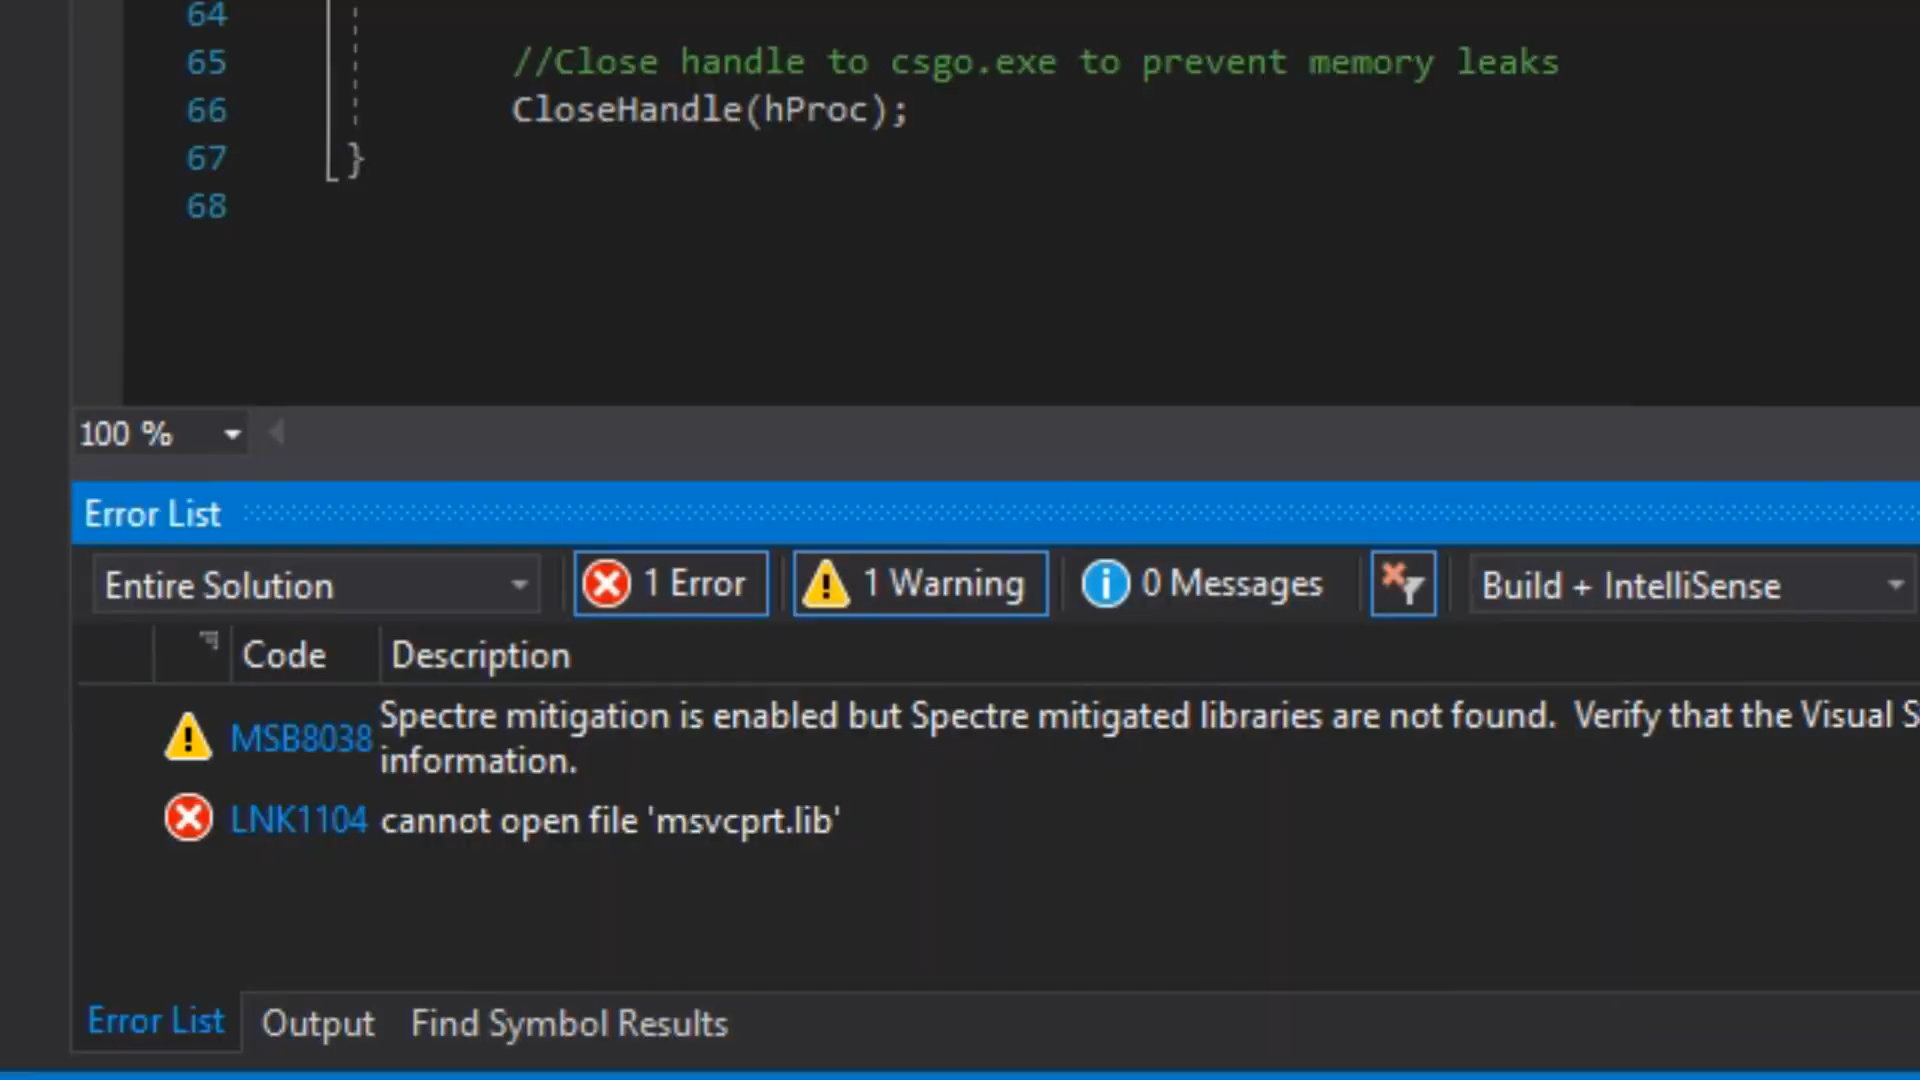 64
65 //Close handle to csgo.exe to prevent memory leaks
66 CloseHandle(hProc);
67 }
68
100 %
Error List
Entire Solution 1 Error 1 Warning 0 Messages Build + IntelliSense
Code Description
MSB8038 Spectre mitigation is enabled but Spectre mitigated libraries are not found. Verify that the Visual S
information.
LNK1104 cannot open file 'msvcprt.lib'
Error List Output Find Symbol Results